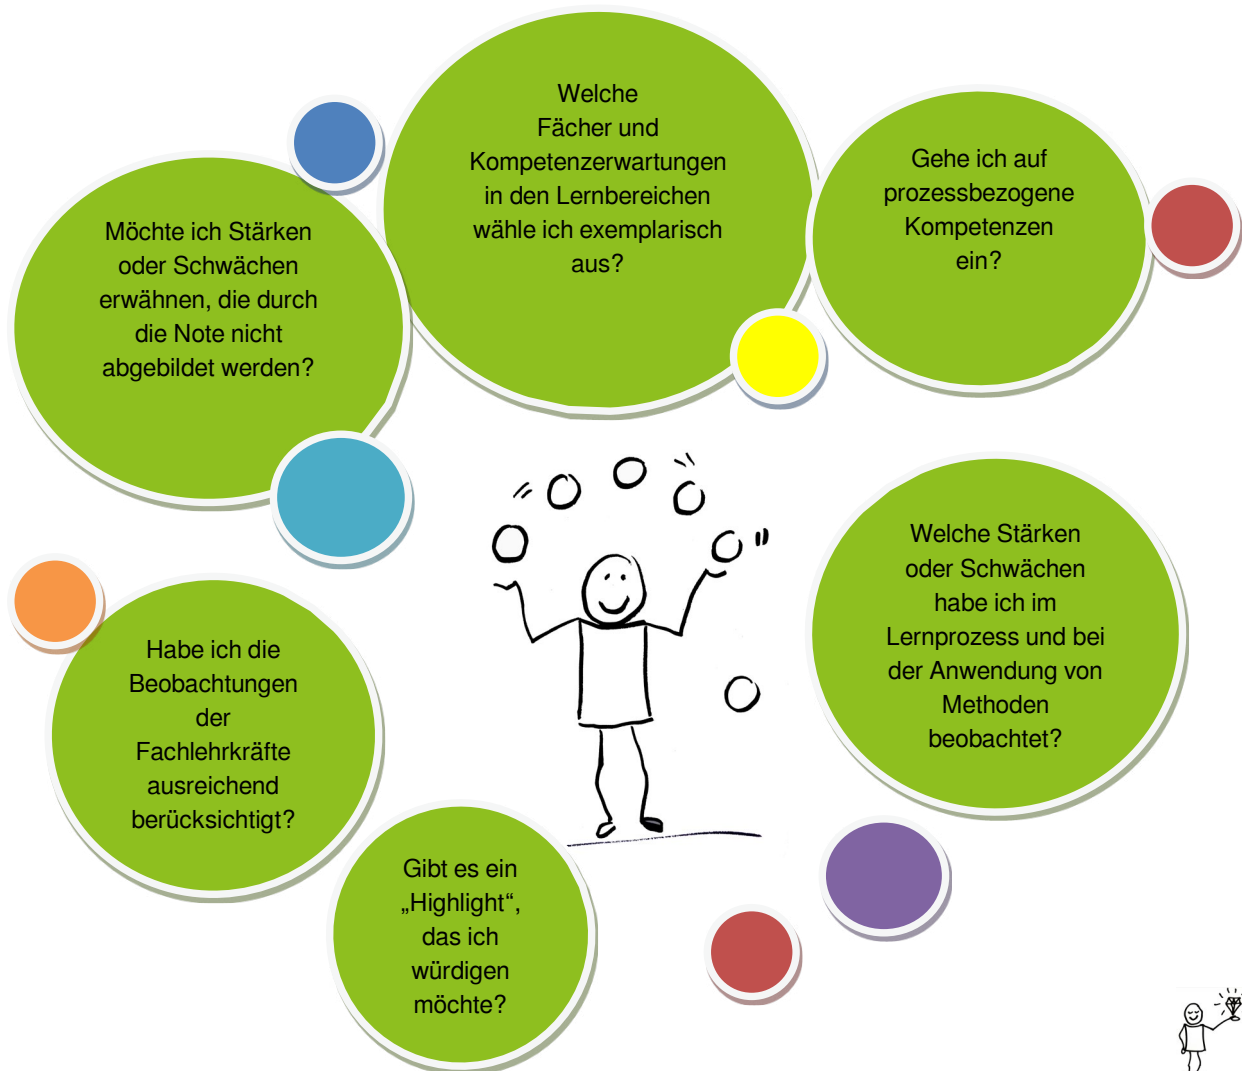 Welche
Fächer und
Kompetenzerwartungen
in den Lernbereichen
wähle ich exemplarisch
aus?
Gehe ich auf
prozessbezogene
Kompetenzen
ein?
Möchte ich Stärken
oder Schwächen
erwähnen, die durch
die Note nicht
abgebildet werden?
Welche Stärken
oder Schwächen
habe ich im
Lernprozess und bei
der Anwendung von
Methoden
beobachtet?
Habe ich die
Beobachtungen
der
Fachlehrkräfte
ausreichend
berücksichtigt?
Gibt es ein
„Highlight“,
das ich
würdigen
möchte?